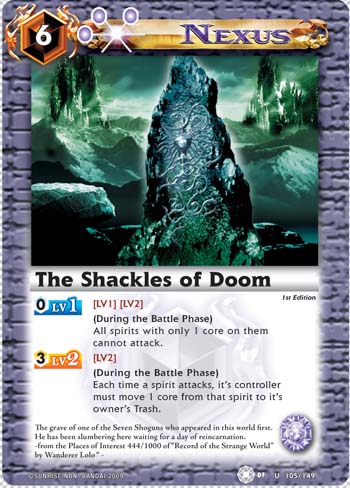 6
NEXUS
The Shackles of Doom
1st Edition
0 LV1
[LV1] [LV2]
(During the Battle Phase)
All spirits with only 1 core on them
cannot attack.
3 LV2
[LV2]
(During the Battle Phase)
Each time a spirit attacks, it's controller
must move 1 core from that spirit to it's
owner's Trash.
The grave of one of the Seven Shoguns who appeared in this world first.
He has been slumbering here waiting for a day of reincarnation.
-from the Places of Interest 444/1000 of "Record of the Strange World"
by Wanderer Lolo" -
©SUNRISE/NBN · BANDAI 2009
01 U 105/149